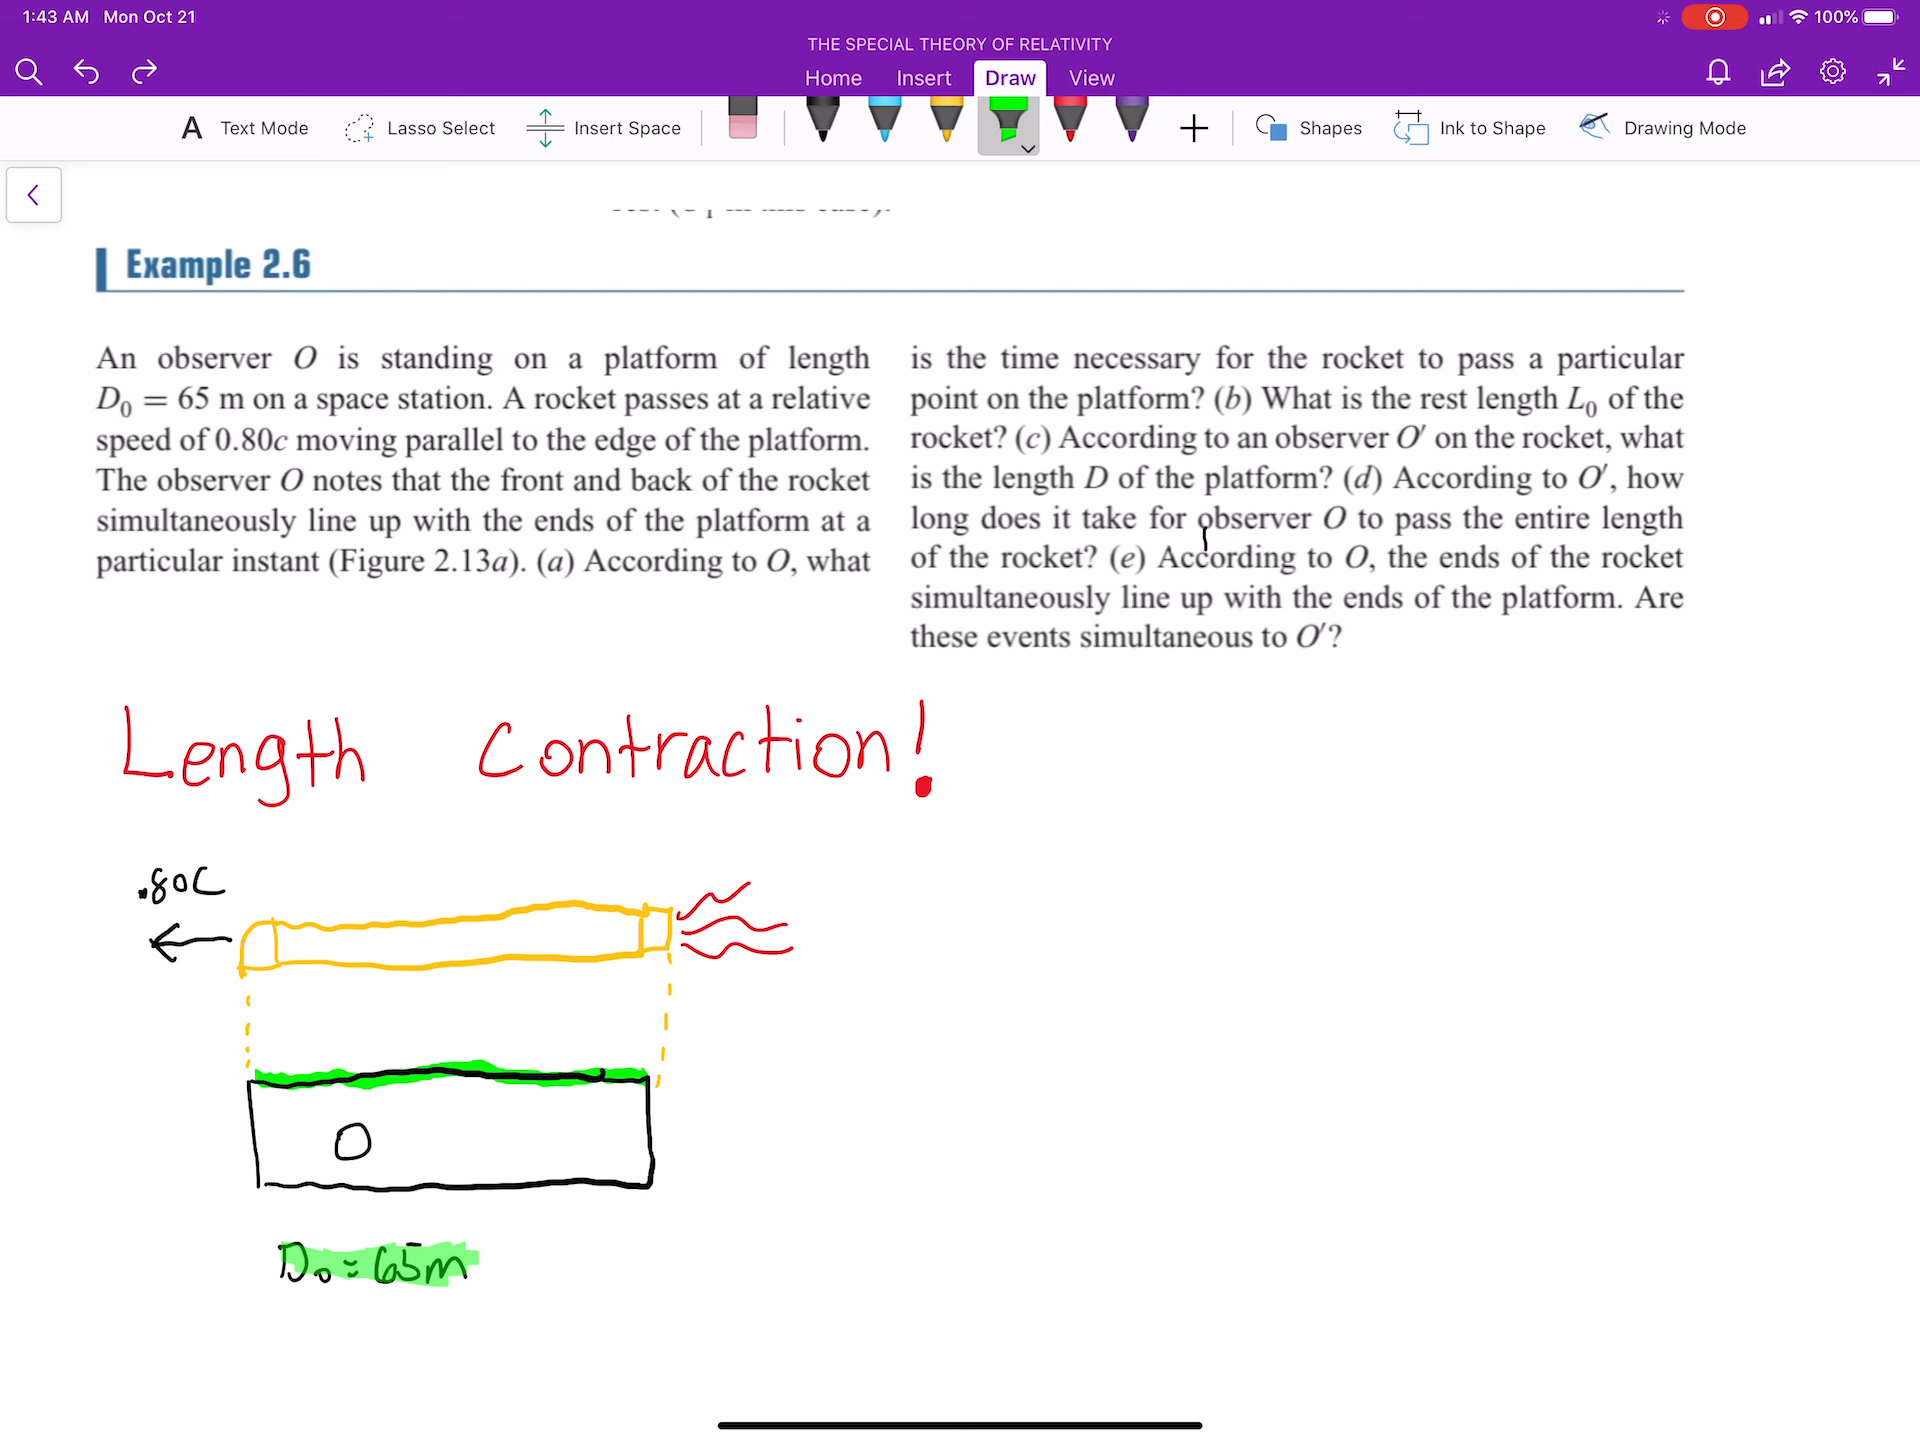 1:43 AM Mon Oct 21
100%
THE SPECIAL THEORY OF RELATIVITY
Home Insert Draw View
A Text Mode Lasso Select Insert Space Shapes Ink to Shape Drawing Mode
Example 2.6
An observer O is standing on a platform of length
D₀ = 65 m on a space station. A rocket passes at a relative
speed of 0.80c moving parallel to the edge of the platform.
The observer O notes that the front and back of the rocket
simultaneously line up with the ends of the platform at a
particular instant (Figure 2.13a). (a) According to O, what
is the time necessary for the rocket to pass a particular
point on the platform? (b) What is the rest length L₀ of the
rocket? (c) According to an observer O′ on the rocket, what
is the length D of the platform? (d) According to O′, how
long does it take for observer O to pass the entire length
of the rocket? (e) According to O, the ends of the rocket
simultaneously line up with the ends of the platform. Are
these events simultaneous to O′?
Length Contraction!
.80C
O
D₀ = 65m